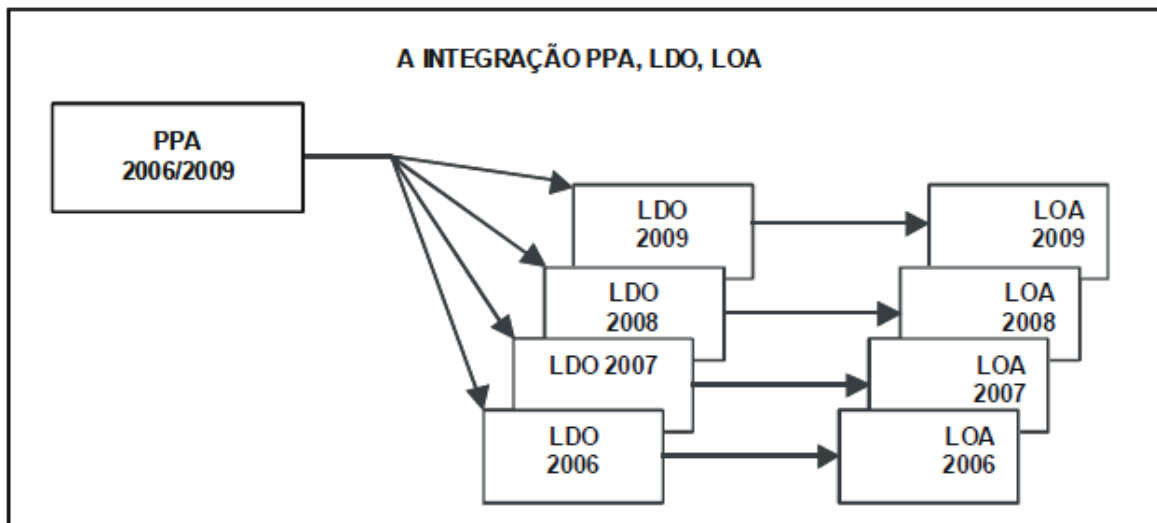 A INTEGRAÇÃO PPA, LDO, LOA
PPA
2006/2009
LDO
2009
LOA
2009
LDO
2008
LOA
2008
LDO 2007
LOA
2007
LDO
2006
LOA
2006